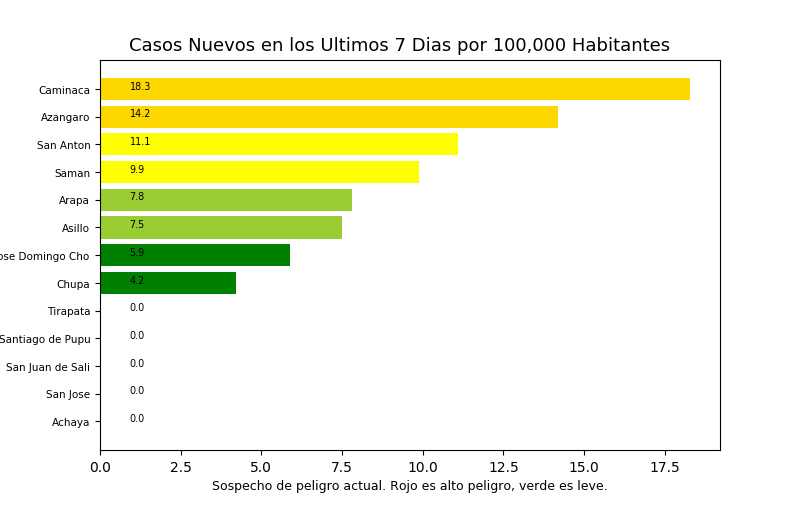 Casos Nuevos en los Ultimos 7 Dias por 100,000 Habitantes
Caminaca 18.3
Azangaro 14.2
San Anton 11.1
Saman 9.9
Arapa 7.8
Asillo 7.5
ose Domingo Cho 5.9
Chupa 4.2
Tirapata 0.0
Santiago de Pupu 0.0
San Juan de Sali 0.0
San Jose 0.0
Achaya 0.0
0.0 2.5 5.0 7.5 10.0 12.5 15.0 17.5
Sospecho de peligro actual. Rojo es alto peligro, verde es leve.